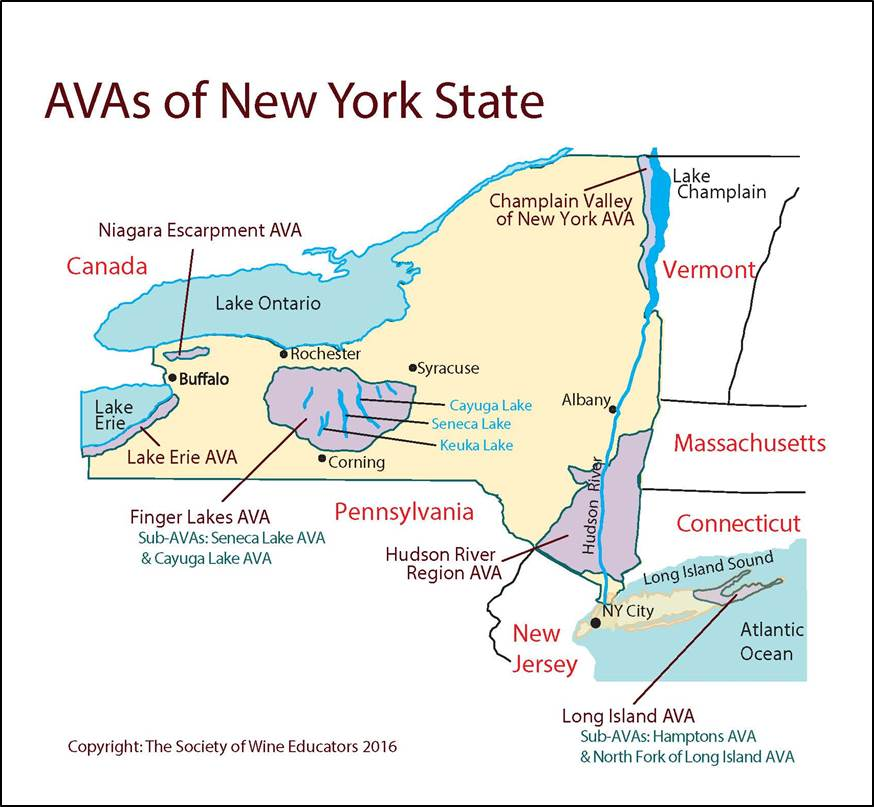 AVAs of New York State
Lake
Champlain
Champlain Valley
of New York AVA
Niagara Escarpment AVA
Canada
Vermont
Lake Ontario
Rochester
Syracuse
Buffalo
Lake
Erie
Cayuga Lake
Seneca Lake
Keuka Lake
Albany
Massachusetts
Lake Erie AVA
Corning
Hudson River
Pennsylvania
Finger Lakes AVA
Sub-AVAs: Seneca Lake AVA
& Cayuga Lake AVA
Connecticut
Hudson River
Region AVA
Long Island Sound
NY City
New
Jersey
Atlantic
Ocean
Long Island AVA
Sub-AVAs: Hamptons AVA
& North Fork of Long Island AVA
Copyright: The Society of Wine Educators 2016